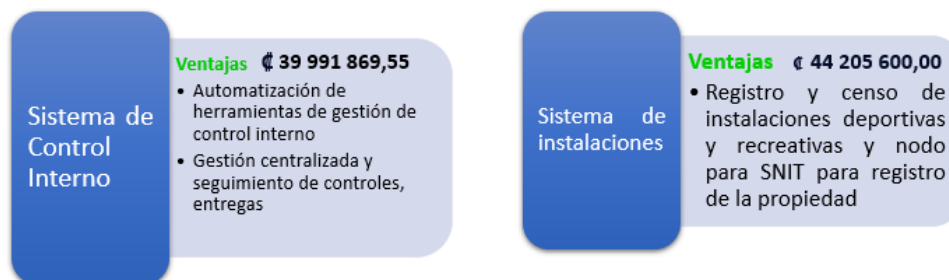 Sistema de
Control
Interno
Ventajas ₡ 39 991 869,55
• Automatización de
herramientas de gestión de
control interno
• Gestión centralizada y
seguimiento de controles,
entregas
Sistema de
instalaciones
Ventajas ₡ 44 205 600,00
• Registro y censo de
instalaciones deportivas
y recreativas y nodo
para SNIT para registro
de la propiedad